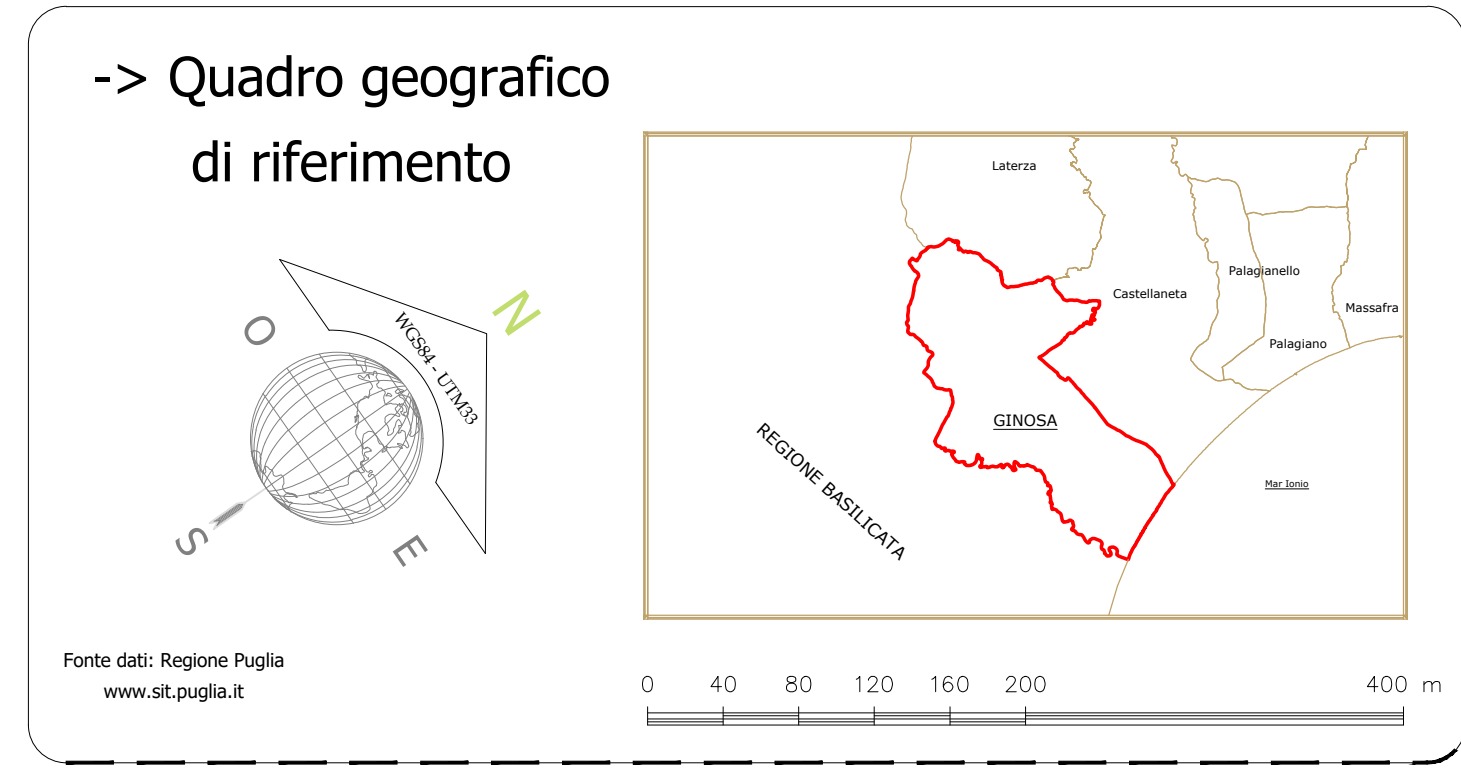 -> Quadro geografico
di riferimento
Laterza
Palagianello
Castellaneta
Massafra
Palagiano
GINOSA
REGIONE BASILICATA
Mar Ionio
N
O
WGS84 - UTM33
S
E
Fonte dati: Regione Puglia
www.sit.puglia.it
0 40 80 120 160 200 400 m